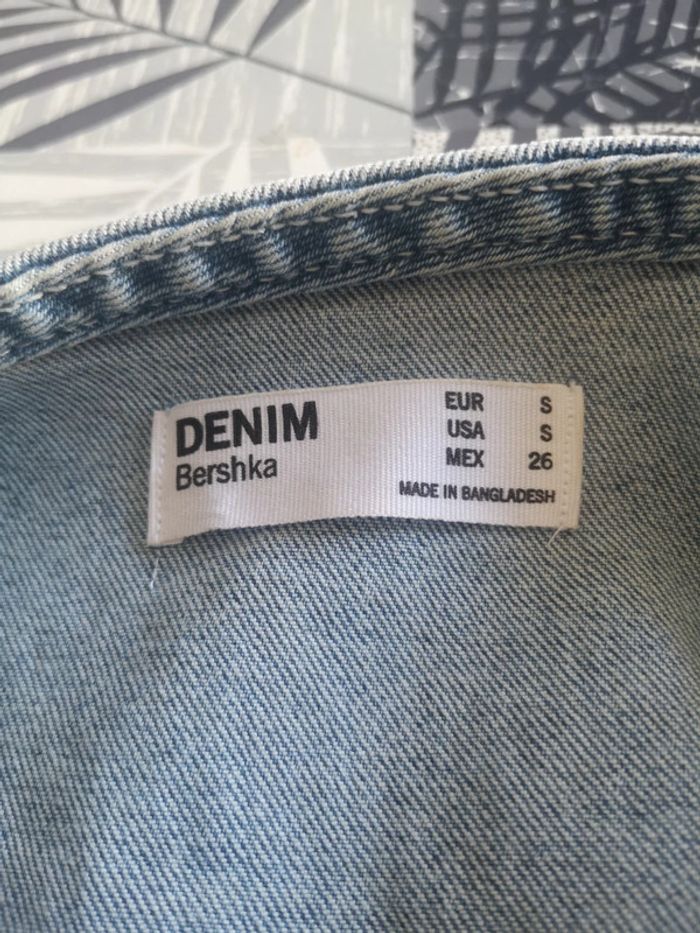 DENIM
Bershka
EUR S
USA S
MEX 26
MADE IN BANGLADESH